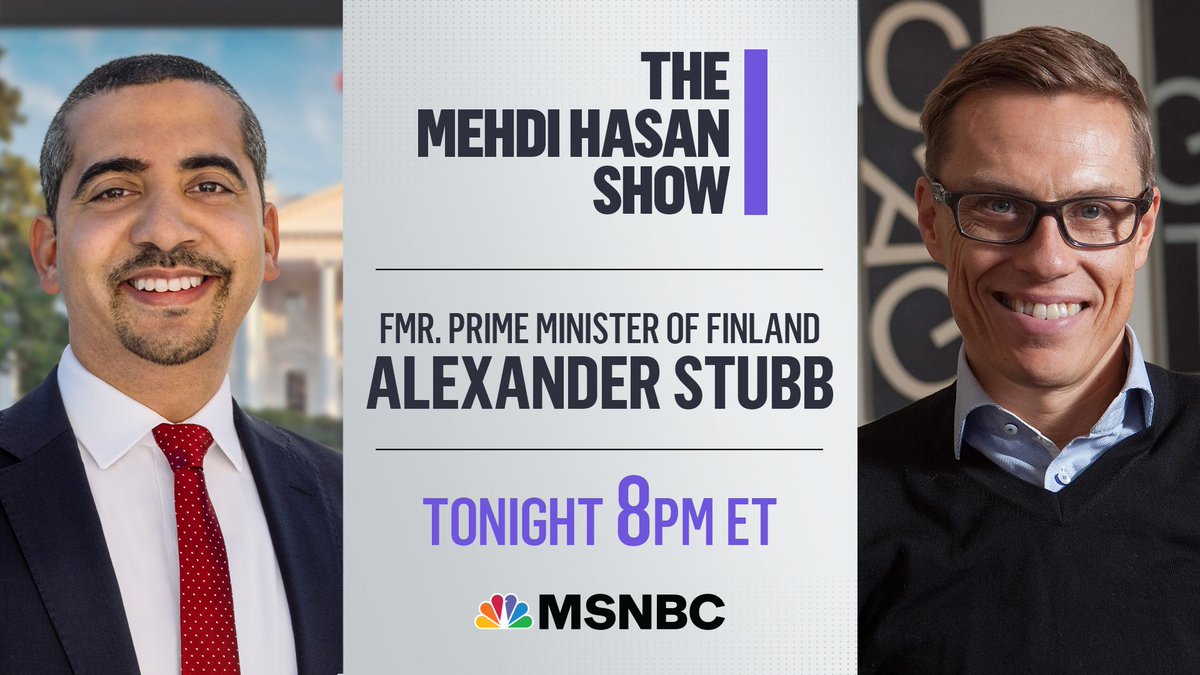 THE
MEHDI HASAN
SHOW
FMR. PRIME MINISTER OF FINLAND
ALEXANDER STUBB
TONIGHT 8PM ET
MSNBC